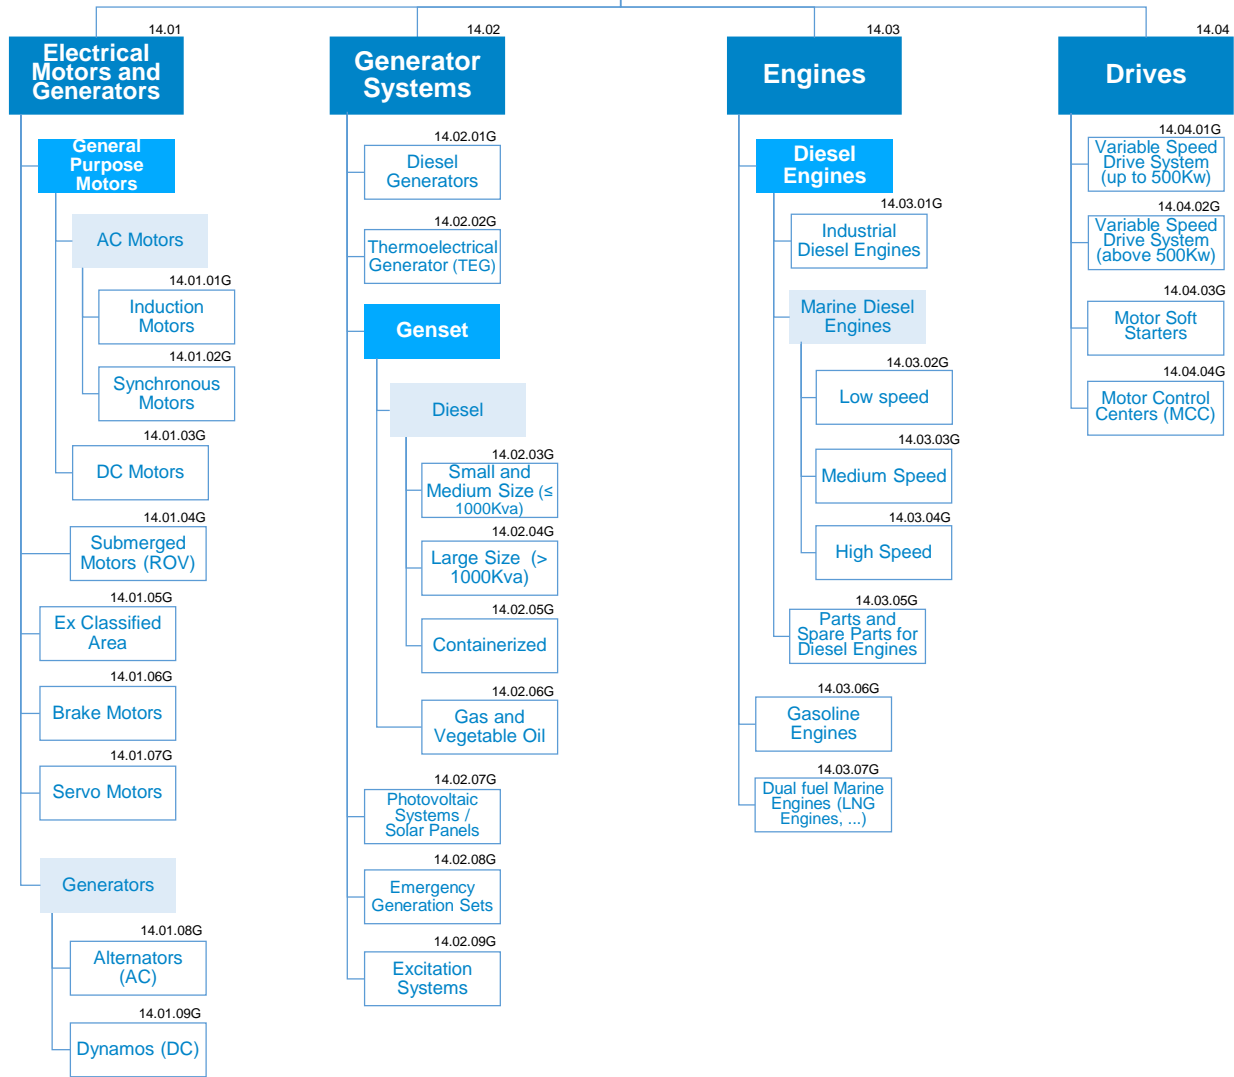 14.01
Electrical
Motors and
Generators
General
Purpose
Motors
AC Motors
14.01.01G
Induction
Motors
14.01.02G
Synchronous
Motors
14.01.03G
DC Motors
14.01.04G
Submerged
Motors (ROV)
14.01.05G
Ex Classified
Area
14.01.06G
Brake Motors
14.01.07G
Servo Motors
Generators
14.01.08G
Alternators
(AC)
14.01.09G
Dynamos (DC)
14.02
Generator
Systems
14.02.01G
Diesel
Generators
14.02.02G
Thermoelectrical
Generator (TEG)
Genset
Diesel
14.02.03G
Small and
Medium Size (≤
1000Kva)
14.02.04G
Large Size (>
1000Kva)
14.02.05G
Containerized
14.02.06G
Gas and
Vegetable Oil
14.02.07G
Photovoltaic
Systems /
Solar Panels
14.02.08G
Emergency
Generation Sets
14.02.09G
Excitation
Systems
14.03
Engines
Diesel
Engines
14.03.01G
Industrial
Diesel Engines
Marine Diesel
Engines
14.03.02G
Low speed
14.03.03G
Medium Speed
14.03.04G
High Speed
14.03.05G
Parts and
Spare Parts for
Diesel Engines
14.03.06G
Gasoline
Engines
14.03.07G
Dual fuel Marine
Engines (LNG
Engines, ...)
14.04
Drives
14.04.01G
Variable Speed
Drive System
(up to 500Kw)
14.04.02G
Variable Speed
Drive System
(above 500Kw)
14.04.03G
Motor Soft
Starters
14.04.04G
Motor Control
Centers (MCC)